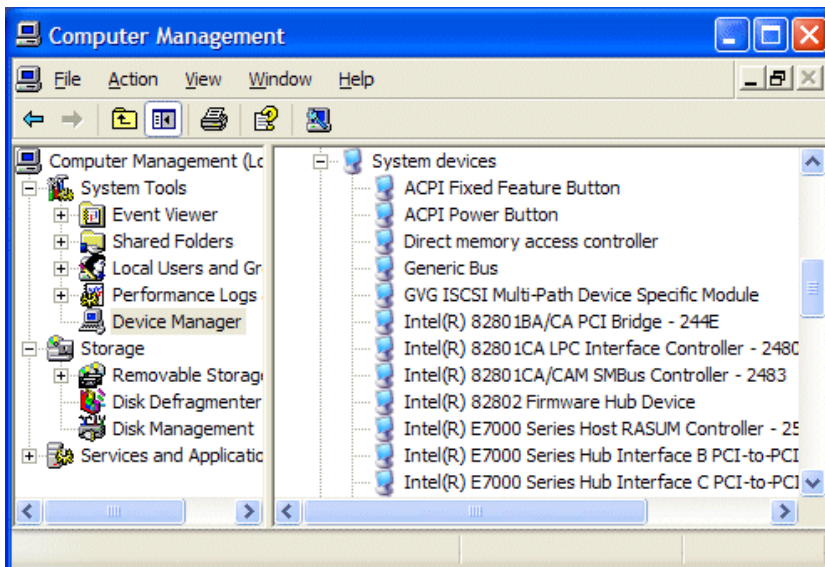 Computer Management
File Action View Window Help
Computer Management (Lc
System Tools
Event Viewer
Shared Folders
Local Users and Gr
Performance Logs
Device Manager
Storage
Removable Storag
Disk Defragmenter
Disk Management
Services and Applicatic
System devices
ACPI Fixed Feature Button
ACPI Power Button
Direct memory access controller
Generic Bus
GVG ISCSI Multi-Path Device Specific Module
Intel(R) 82801BA/CA PCI Bridge - 244E
Intel(R) 82801CA LPC Interface Controller - 2480
Intel(R) 82801CA/CAM SMBus Controller - 2483
Intel(R) 82802 Firmware Hub Device
Intel(R) E7000 Series Host RASUM Controller - 25
Intel(R) E7000 Series Hub Interface B PCI-to-PCI
Intel(R) E7000 Series Hub Interface C PCI-to-PCI